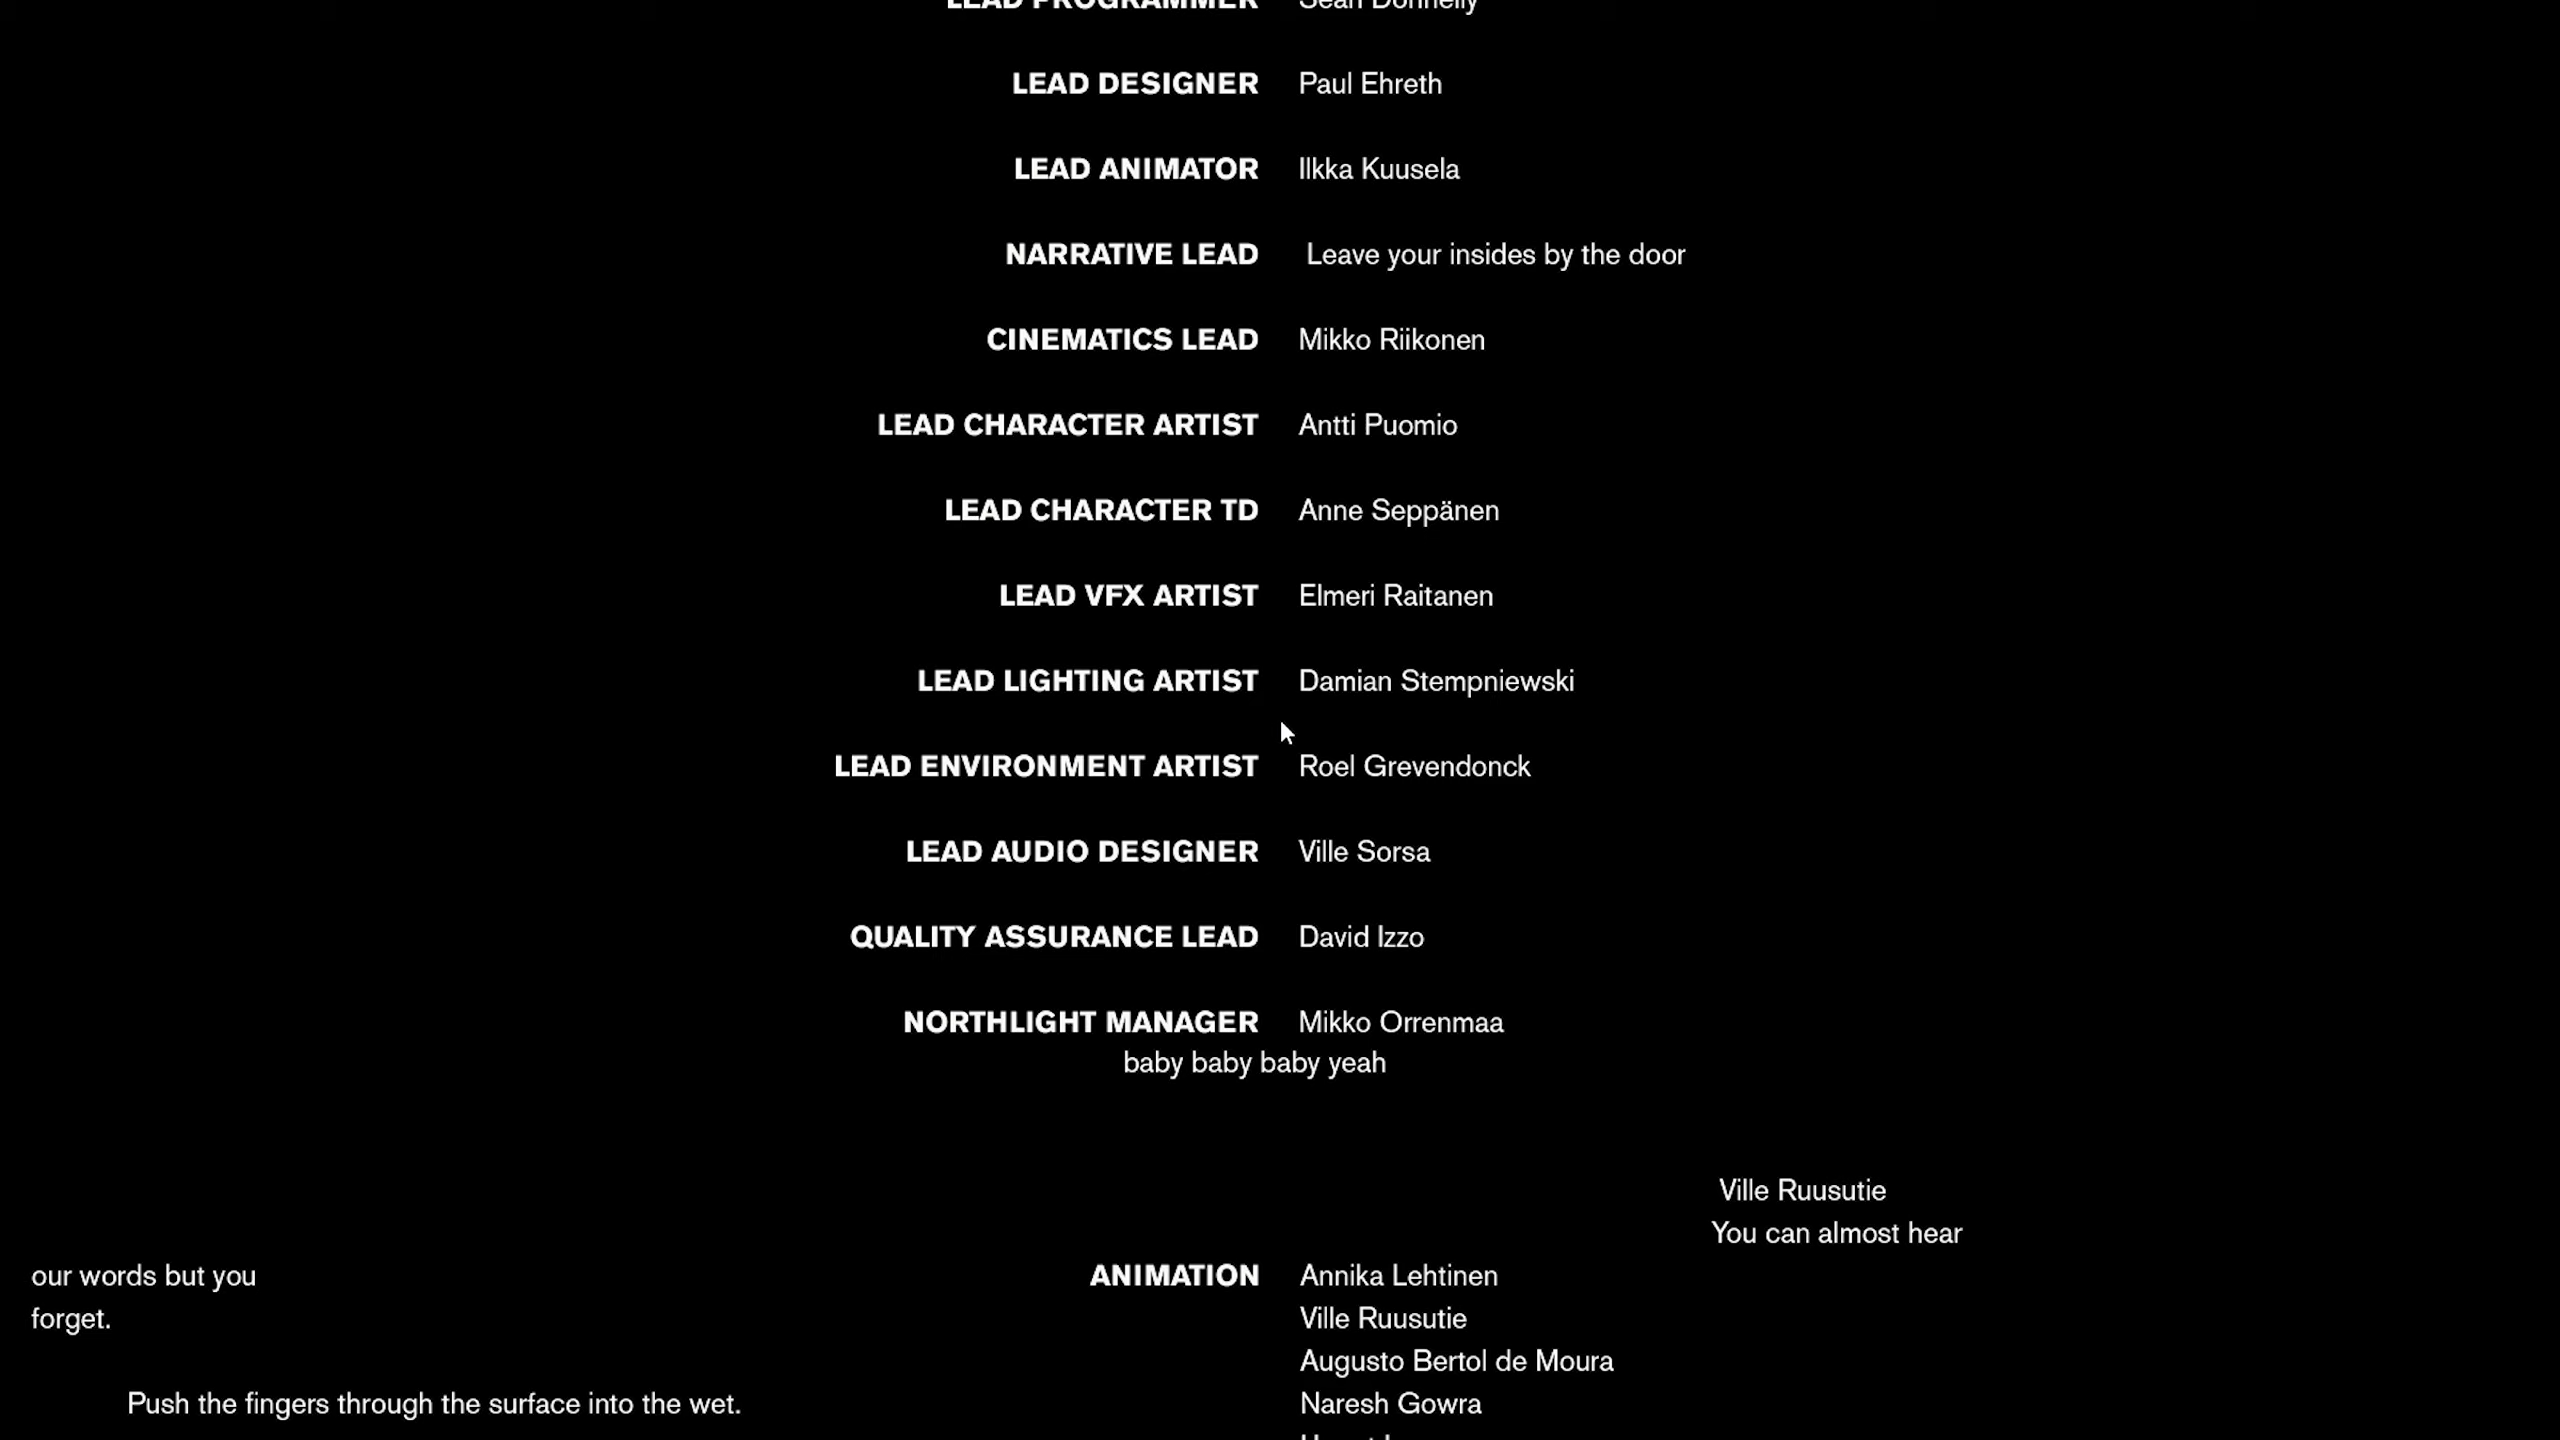 LEAD PROGRAMMER Sean Donnelly
LEAD DESIGNER Paul Ehreth
LEAD ANIMATOR Ilkka Kuusela
NARRATIVE LEAD Leave your insides by the door
CINEMATICS LEAD Mikko Riikonen
LEAD CHARACTER ARTIST Antti Puomio
LEAD CHARACTER TD Anne Seppänen
LEAD VFX ARTIST Elmeri Raitanen
LEAD LIGHTING ARTIST Damian Stempniewski
LEAD ENVIRONMENT ARTIST Roel Grevendonck
LEAD AUDIO DESIGNER Ville Sorsa
QUALITY ASSURANCE LEAD David Izzo
NORTHLIGHT MANAGER Mikko Orrenmaa
baby baby baby yeah
Ville Ruusutie
You can almost hear
our words but you
ANIMATION Annika Lehtinen
forget.
Ville Ruusutie
Augusto Bertol de Moura
Push the fingers through the surface into the wet.
Naresh Gowra